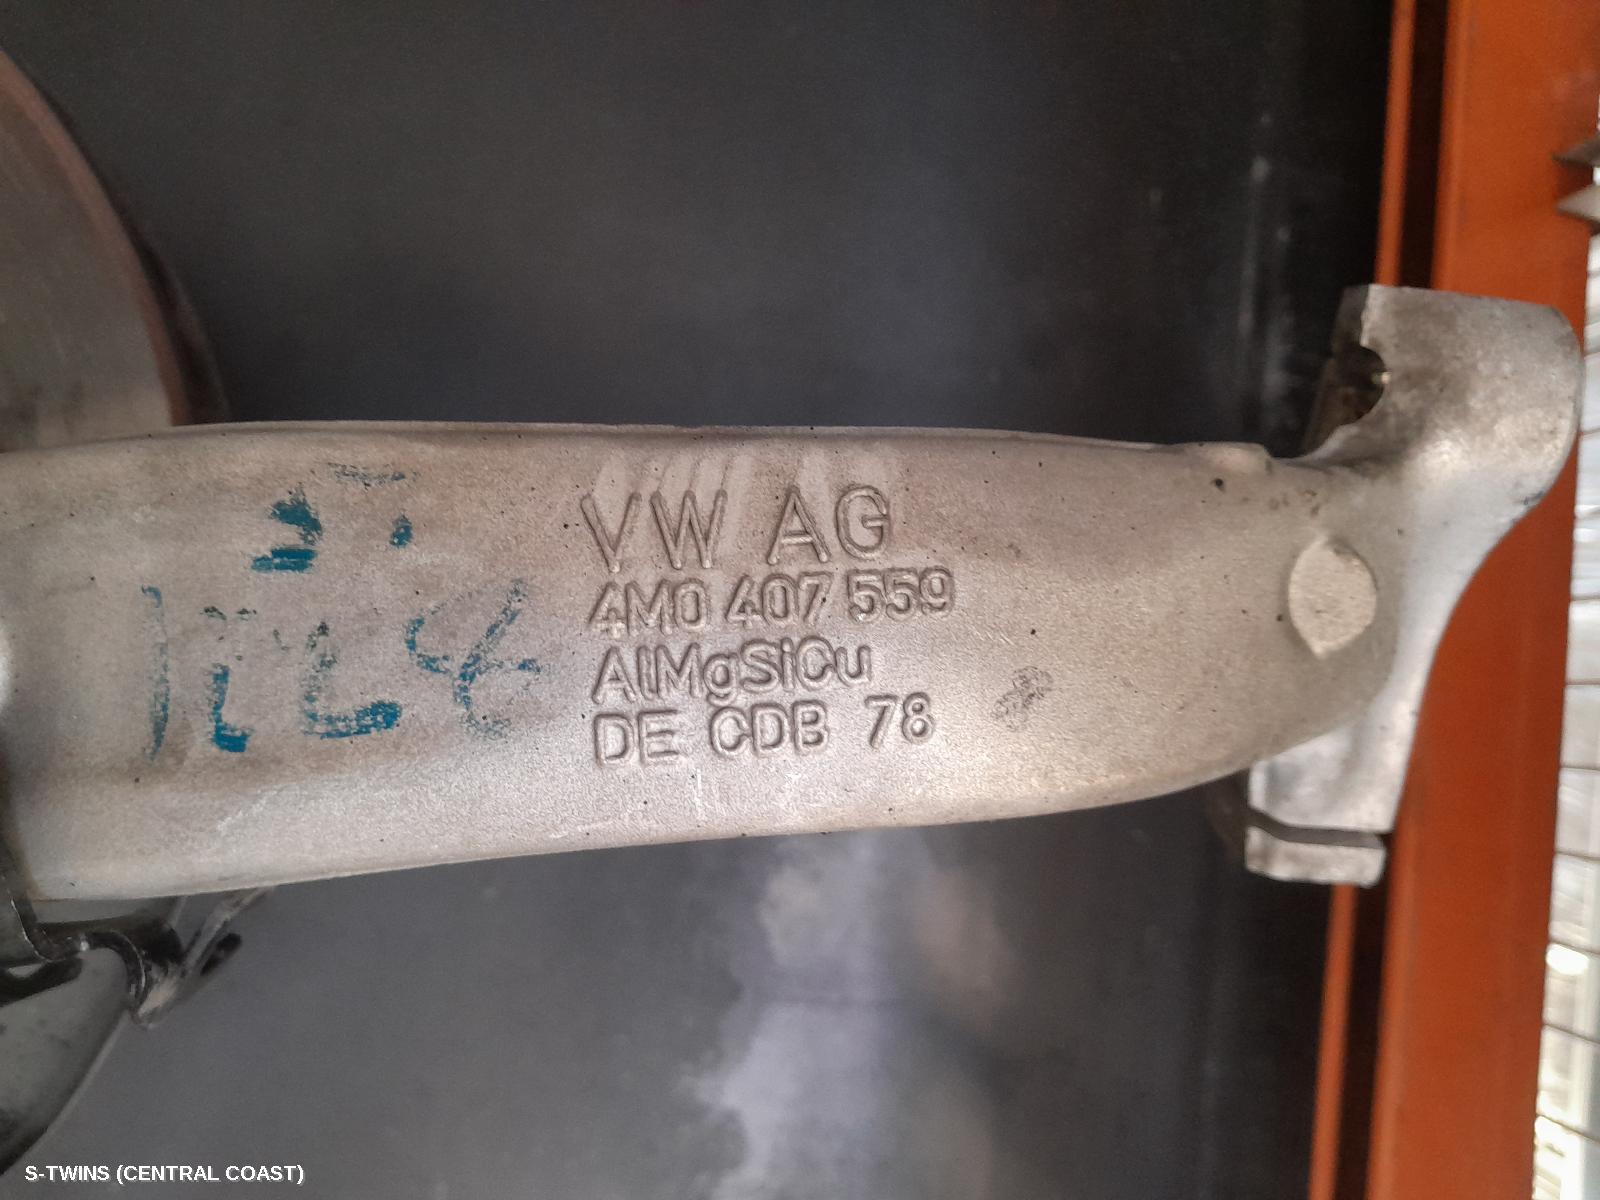 VW AG
4M0 407 559
AlMgSiCu
DE CDB 78
S-TWINS (CENTRAL COAST)